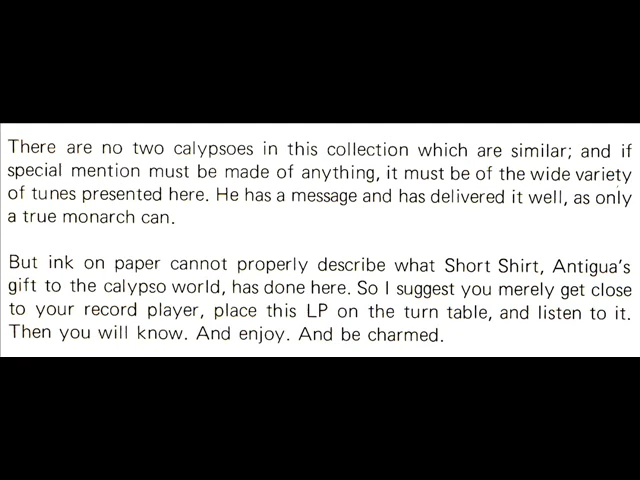 There are no two calypsoes in this collection which are similar; and if
special mention must be made of anything, it must be of the wide variety
of tunes presented here. He has a message and has delivered it well, as only
a true monarch can.
But ink on paper cannot properly describe what Short Shirt, Antigua's
gift to the calypso world, has done here. So I suggest you merely get close
to your record player, place this LP on the turn table, and listen to it.
Then you will know. And enjoy. And be charmed.